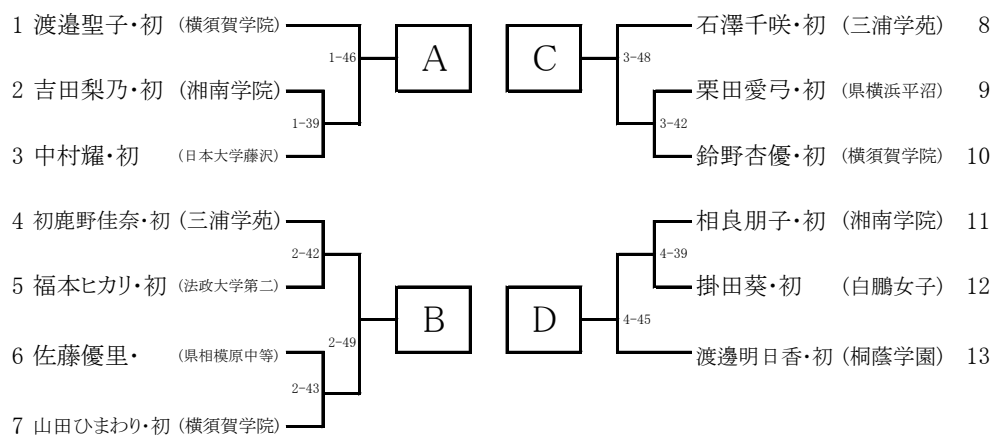 1 渡邉聖子・初 (横須賀学院)
1-46
A
2 吉田梨乃・初 (湘南学院)
1-39
3 中村耀・初 (日本大学藤沢)
4 初鹿野佳奈・初 (三浦学苑)
2-42
5 福本ヒカリ・初 (法政大学第二)
2-49
B
6 佐藤優里・ (県相模原中等)
2-43
7 山田ひまわり・初 (横須賀学院)
石澤千咲・初 (三浦学苑) 8
3-48
C
栗田愛弓・初 (県横浜平沼) 9
3-42
鈴野杏優・初 (横須賀学院) 10
相良朋子・初 (湘南学院) 11
4-39
掛田葵・初 (白鵬女子) 12
D
4-45
渡邊明日香・初 (桐蔭学園) 13